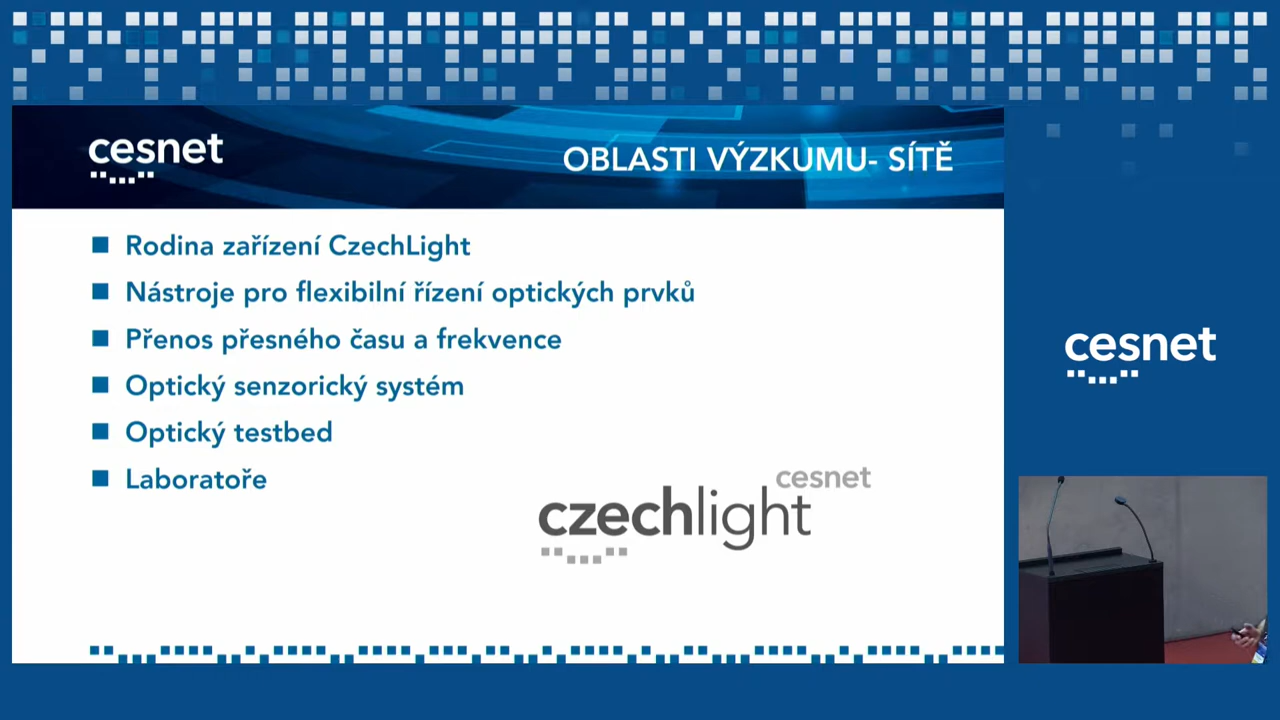 cesnet
OBLASTI VÝZKUMU- SÍTĚ
Rodina zařízení CzechLight
Nástroje pro flexibilní řízení optických prvků
Přenos přesného času a frekvence
Optický senzorický systém
Optický testbed
Laboratoře
cesnet
czechlight
cesnet